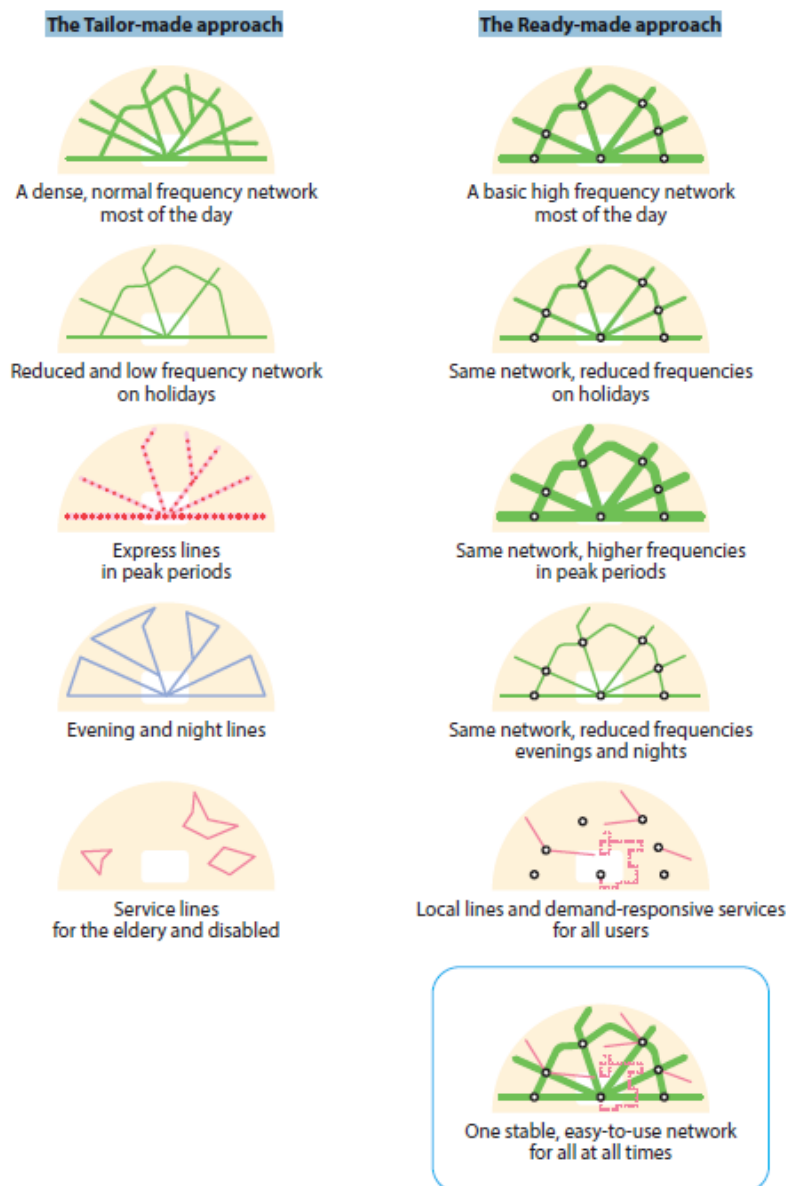 The Tailor-made approach
The Ready-made approach
A dense, normal frequency network
most of the day
A basic high frequency network
most of the day
Reduced and low frequency network
on holidays
Same network, reduced frequencies
on holidays
Express lines
in peak periods
Same network, higher frequencies
in peak periods
Evening and night lines
Same network, reduced frequencies
evenings and nights
Service lines
for the eldery and disabled
Local lines and demand-responsive services
for all users
One stable, easy-to-use network
for all at all times